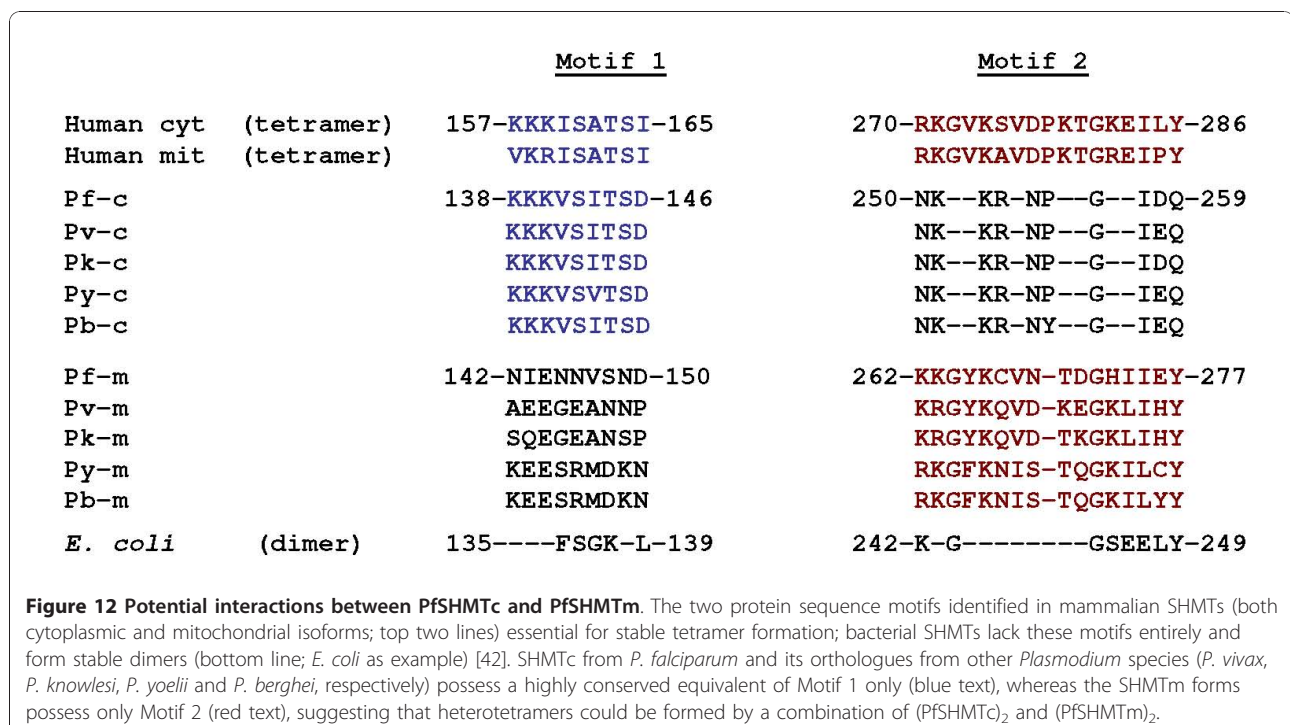 Motif 1 Motif 2
Human cyt (tetramer) 157-KKKISATSI-165 270-RKGVKSVDPKTGKEILY-286
Human mit (tetramer) VKRISATSI RKGVKAVDPKTGREIPY
Pf-c 138-KKKVSITSD-146 250-NK--KR-NP--G--IDQ-259
Pv-c KKKVSITSD NK--KR-NP--G--IEQ
Pk-c KKKVSITSD NK--KR-NP--G--IDQ
Py-c KKKVSVTSD NK--KR-NP--G--IEQ
Pb-c KKKVSITSD NK--KR-NY--G--IEQ
Pf-m 142-NIENNVSND-150 262-KKGYKCVN-TDGHIIEY-277
Pv-m AEEGEANNP KRGYKQVD-KEGKLIHY
Pk-m SQEGEANSP KRGYKQVD-TKGKLIHY
Py-m KEESRMDKN RKGFKNIS-TQGKILCY
Pb-m KEESRMDKN RKGFKNIS-TQGKILYY
E. coli (dimer) 135----FSGK-L-139 242-K-G--------GSEELY-249
Figure 12 Potential interactions between PfSHMTc and PfSHMTm. The two protein sequence motifs identified in mammalian SHMTs (both
cytoplasmic and mitochondrial isoforms; top two lines) essential for stable tetramer formation; bacterial SHMTs lack these motifs entirely and
form stable dimers (bottom line; E. coli as example) [42]. SHMTc from P. falciparum and its orthologues from other Plasmodium species (P. vivax,
P. knowlesi, P. yoelii and P. berghei, respectively) possess a highly conserved equivalent of Motif 1 only (blue text), whereas the SHMTm forms
possess only Motif 2 (red text), suggesting that heterotetramers could be formed by a combination of (PfSHMTc)2 and (PfSHMTm)2.